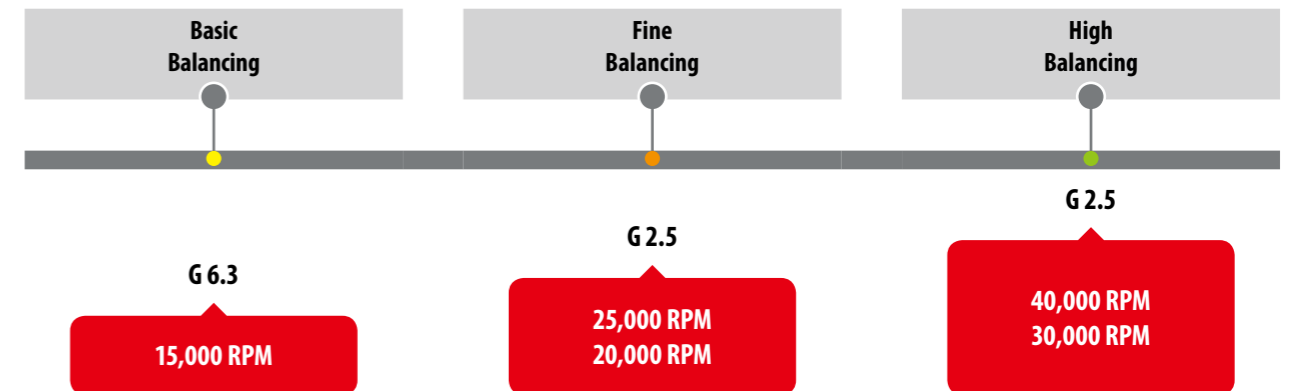 Basic
Balancing
Fine
Balancing
High
Balancing
G 6.3
15,000 RPM
G 2.5
25,000 RPM
20,000 RPM
G 2.5
40,000 RPM
30,000 RPM